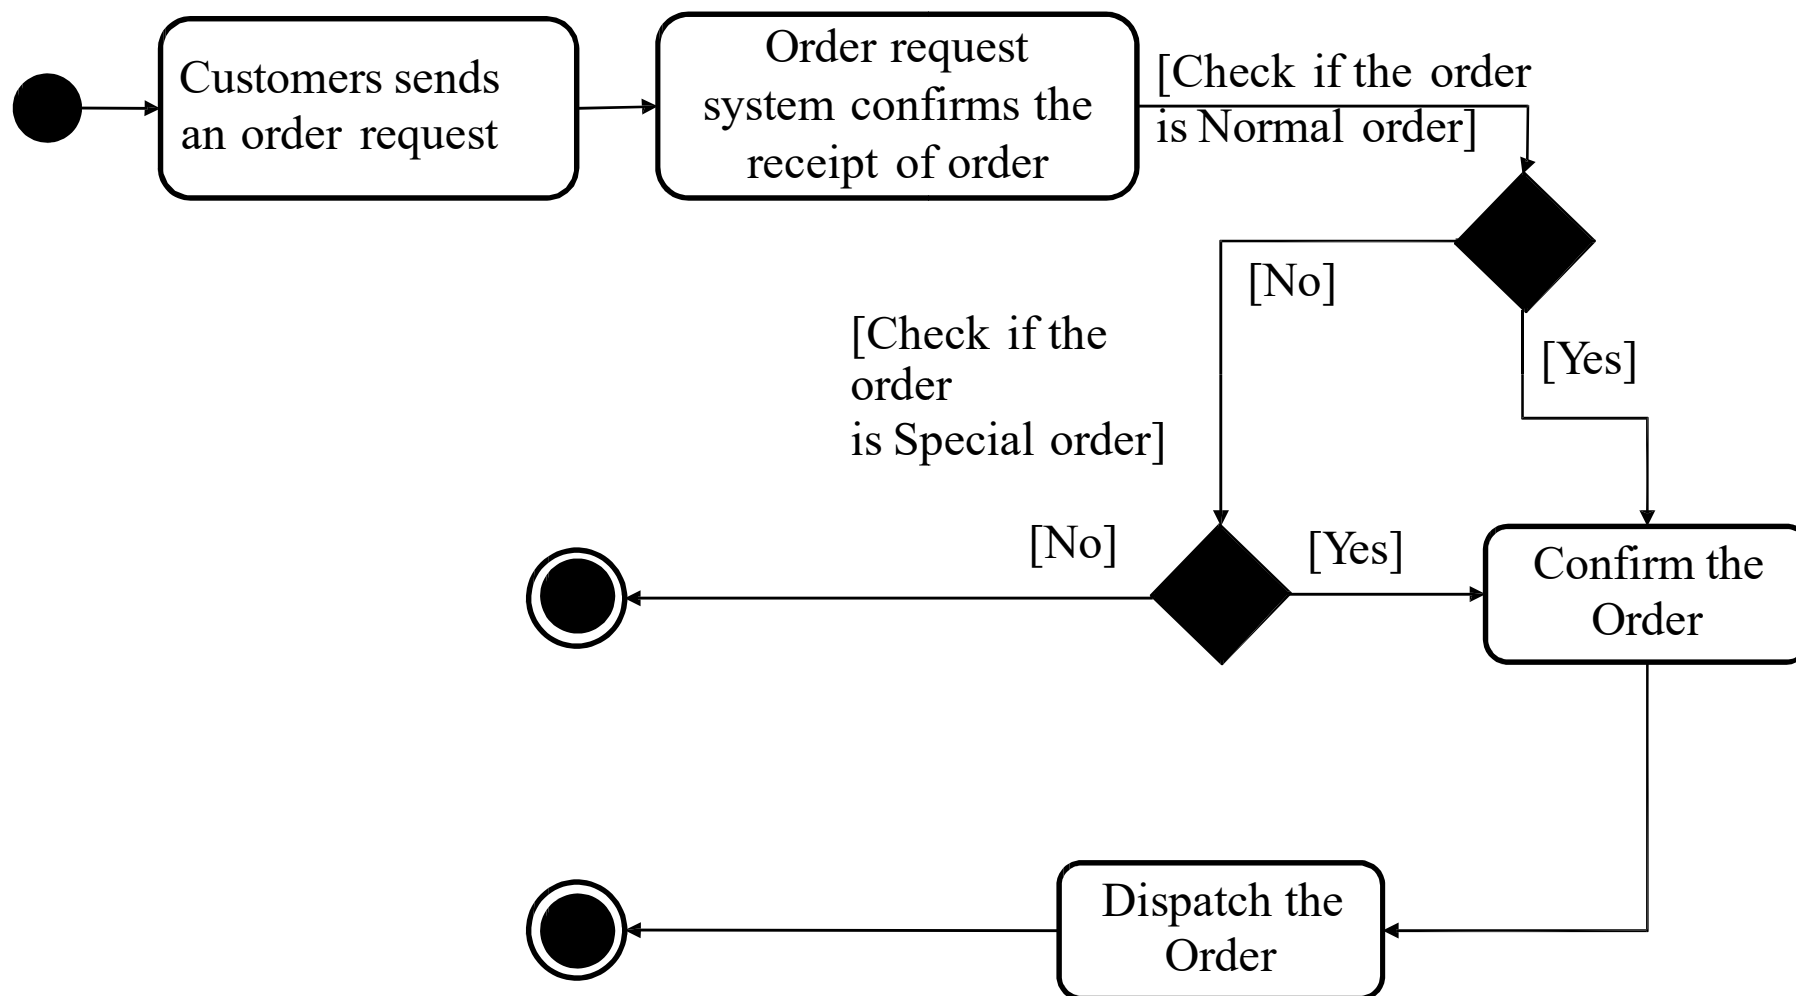 Customers sends
an order request
Order request
system confirms the
receipt of order
[Check if the order
is Normal order]
[No]
[Yes]
[Check if the
order
is Special order]
[No]
[Yes]
Confirm the
Order
Dispatch the
Order